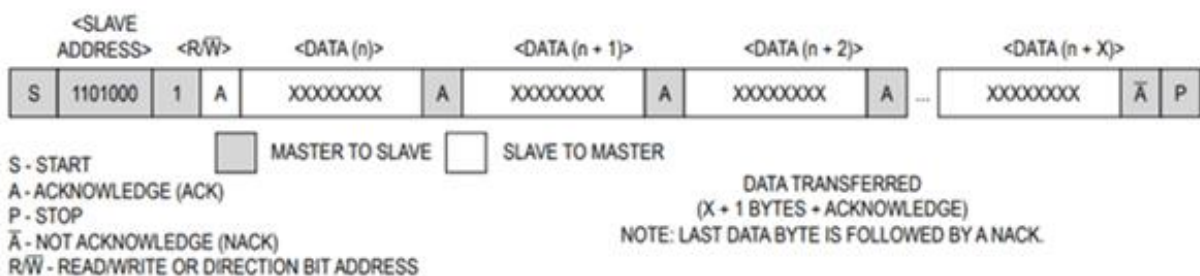 <SLAVE
ADDRESS> <R/W̅> <DATA (n)> <DATA (n + 1)> <DATA (n + 2)> <DATA (n + X)>
S 1101000 1 A XXXXXXXX A XXXXXXXX A XXXXXXXX A ... XXXXXXXX A̅ P
MASTER TO SLAVE SLAVE TO MASTER
S - START
A - ACKNOWLEDGE (ACK)
P - STOP
A̅ - NOT ACKNOWLEDGE (NACK)
R/W̅ - READ/WRITE OR DIRECTION BIT ADDRESS
DATA TRANSFERRED
(X + 1 BYTES + ACKNOWLEDGE)
NOTE: LAST DATA BYTE IS FOLLOWED BY A NACK.